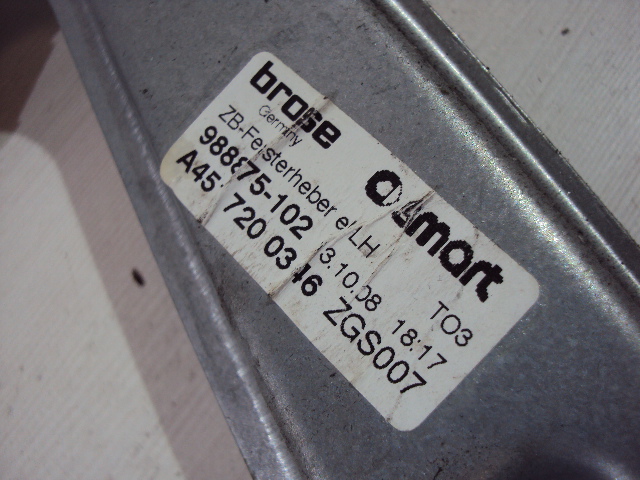 brose
Germany
smart
ZB-Fensterheber e LH TO3
988875-102 3.10.08 18:17
A45 720 0346 ZGS007